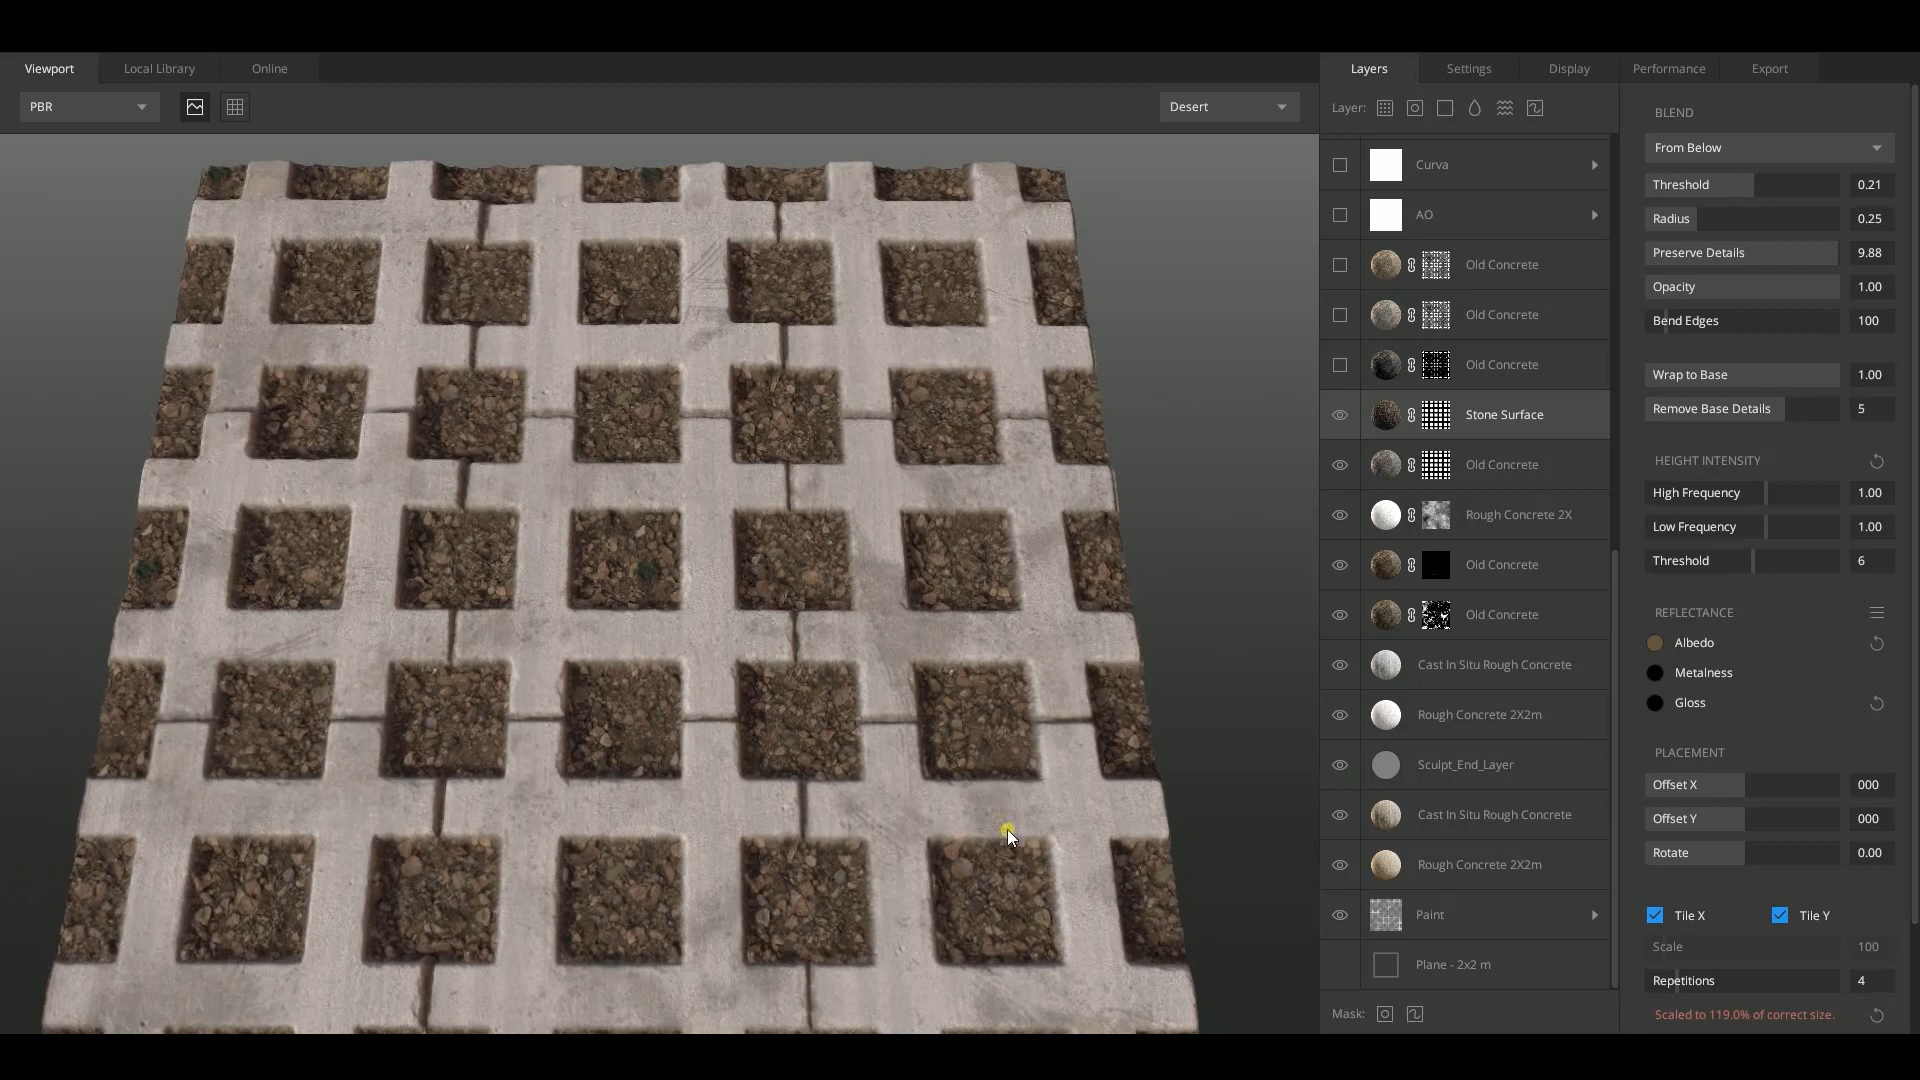 Viewport
Local Library
Online
PBR
Desert
Layers
Settings
Display
Performance
Export
Layer:
Curva
AO
Old Concrete
Old Concrete
Old Concrete
Stone Surface
Old Concrete
Rough Concrete 2X
Old Concrete
Old Concrete
Cast In Situ Rough Concrete
Rough Concrete 2X2m
Sculpt_End_Layer
Cast In Situ Rough Concrete
Rough Concrete 2X2m
Paint
Plane - 2x2 m
Mask:
BLEND
From Below
Threshold 0.21
Radius 0.25
Preserve Details 9.88
Opacity 1.00
Bend Edges 100
Wrap to Base 1.00
Remove Base Details 5
HEIGHT INTENSITY
High Frequency 1.00
Low Frequency 1.00
Threshold 6
REFLECTANCE
Albedo
Metalness
Gloss
PLACEMENT
Offset X 000
Offset Y 000
Rotate 0.00
Tile X Tile Y
Scale 100
Repetitions 4
Scaled to 119.0% of correct size.